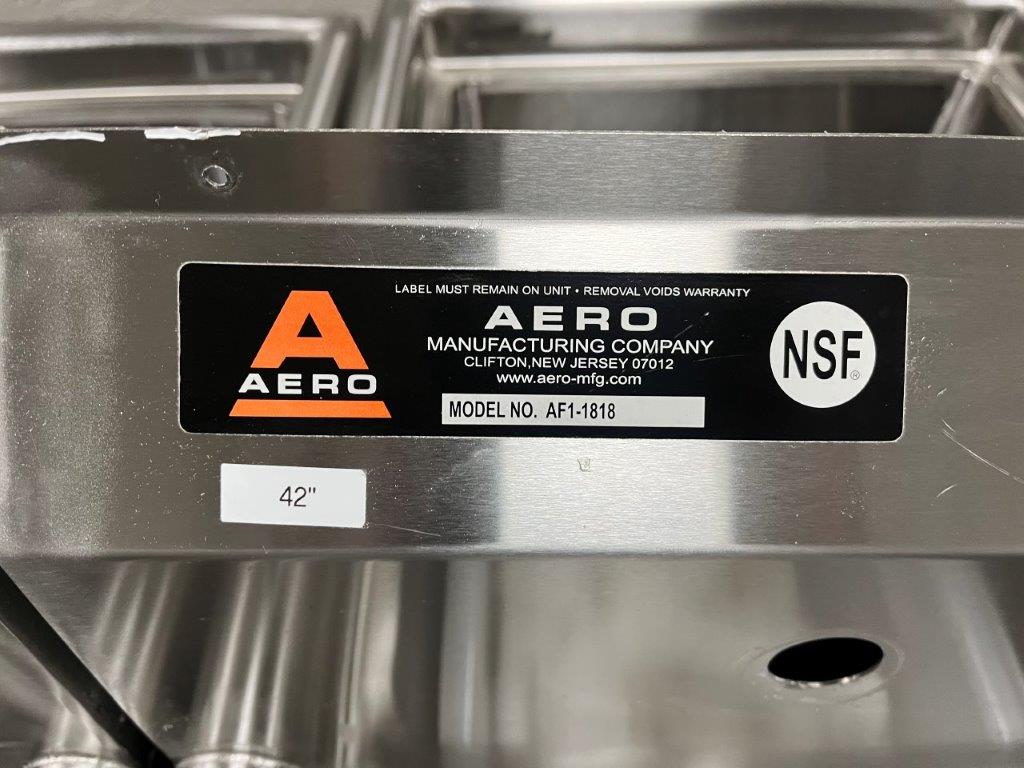 LABEL MUST REMAIN ON UNIT • REMOVAL VOIDS WARRANTY
A
AERO
AERO
MANUFACTURING COMPANY
CLIFTON,NEW JERSEY 07012
www.aero-mfg.com
MODEL NO. AF1-1818
NSF®
42"